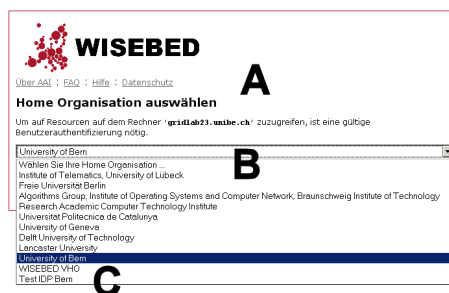 WISEBED
Über AAI : FAQ : Hilfe : Datenschutz
A
Home Organisation auswählen
Um auf Resourcen auf dem Rechner 'gridlab23.unibe.ch' zuzugreifen, ist eine gültige
Benutzerauthentifizierung nötig.
University of Bern
B
Wählen Sie Ihre Home Organisation ...
Institute of Telematics, University of Lübeck
Freie Universität Berlin
Algorithms Group, Institute of Operating Systems and Computer Network, Braunschweig Institute of Technology
Research Academic Computer Technology Institute
Universitat Politecnica de Catalunya
University of Geneva
Delft University of Technology
Lancaster University
University of Bern
WISEBED VHO
Test IDP Bern
C